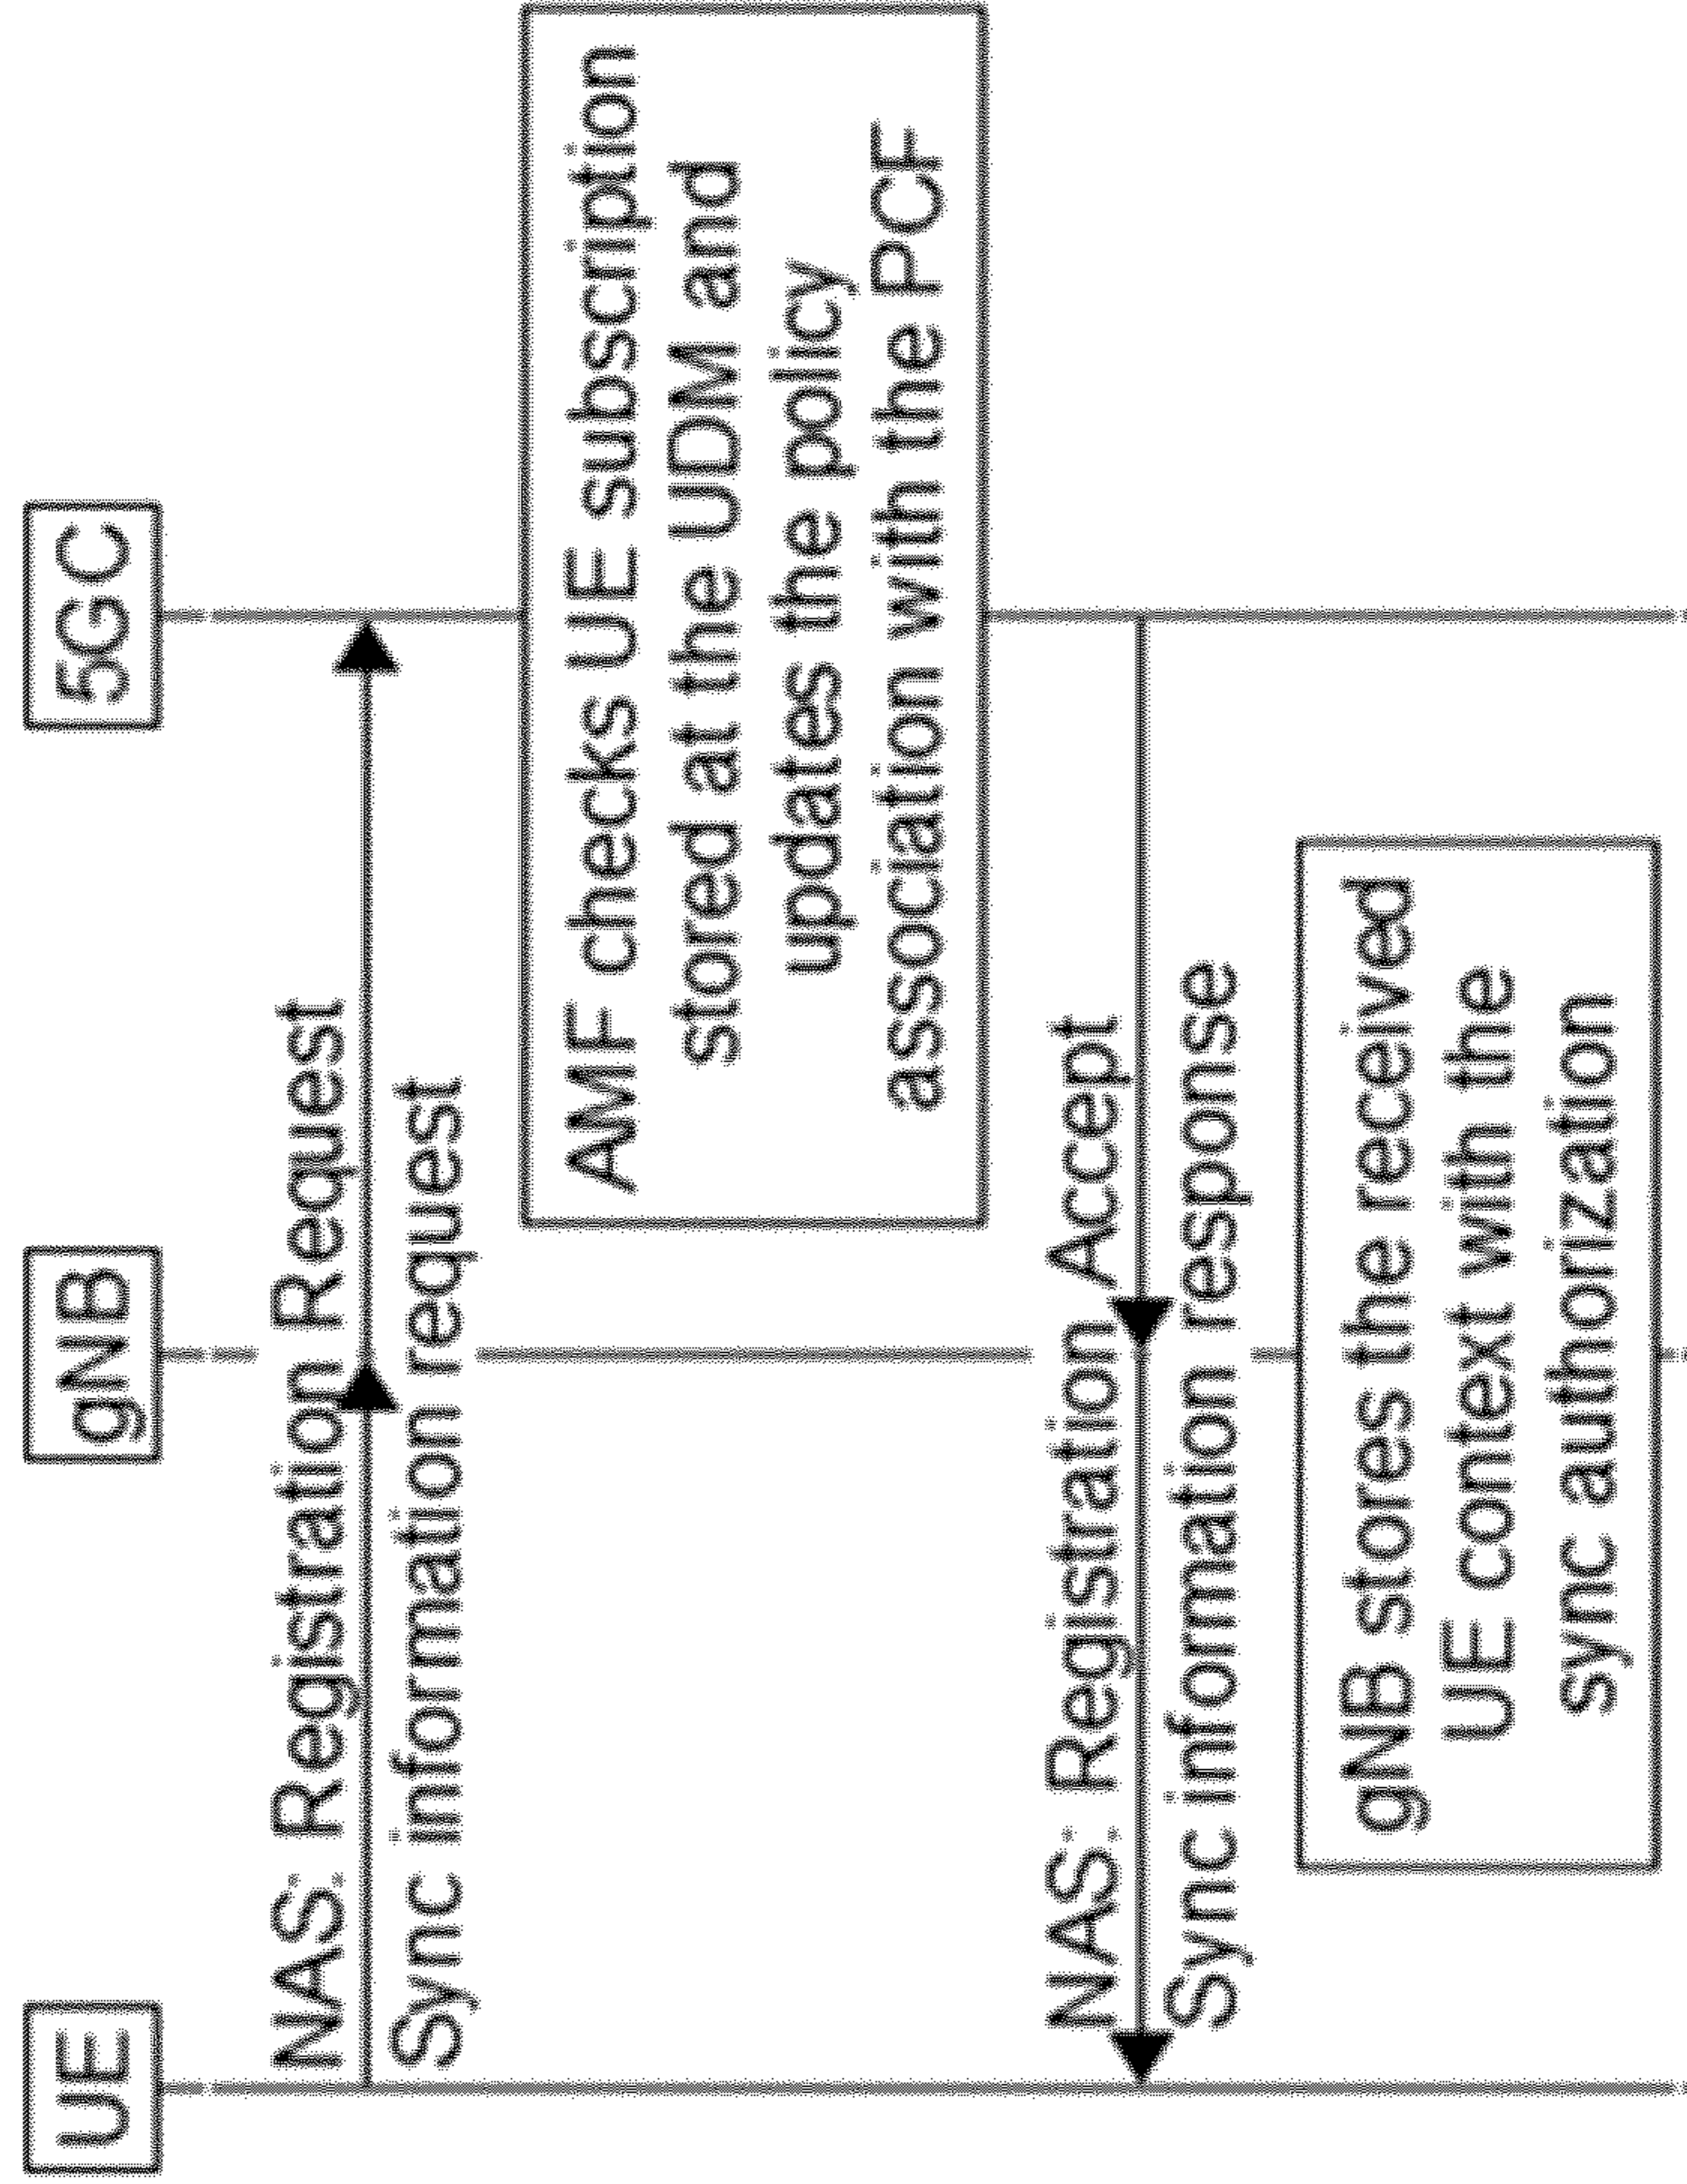 UE
gNB
5GC
NAS: Registration Request
Sync information request
AMF checks UE subscription
stored at the UDM and
updates the policy
association with the PCF
NAS: Registration Accept
Sync information response
gNB stores the received
UE context with the
sync authorization